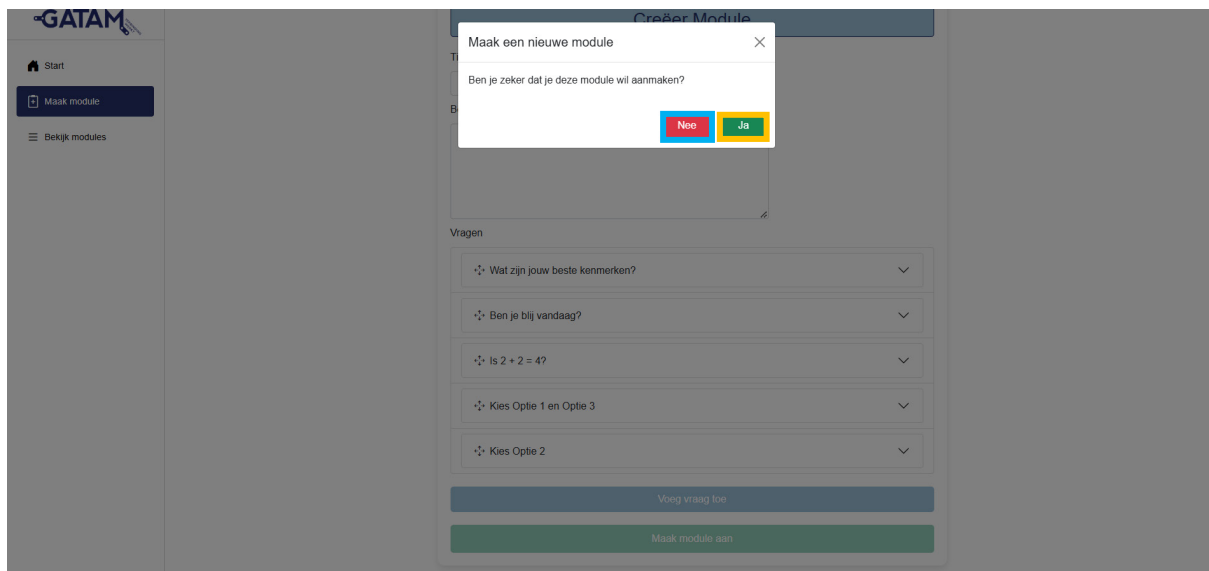 GATAM
Start
Maak module
Bekijk modules
Creëer Module
Maak een nieuwe module
Ti
Ben je zeker dat je deze module wil aanmaken?
B
Nee
Ja
Vragen
Wat zijn jouw beste kenmerken?
Ben je blij vandaag?
Is 2 + 2 = 4?
Kies Optie 1 en Optie 3
Kies Optie 2
Voeg vraag toe
Maak module aan